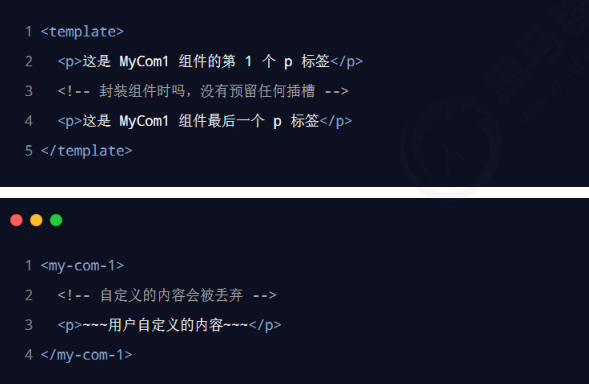 1 <template>
2 <p>这是 MyCom1 组件的第 1 个 p 标签</p>
3 <!-- 封装组件时吗，没有预留任何插槽 -->
4 <p>这是 MyCom1 组件最后一个 p 标签</p>
5 </template>
1 <my-com-1>
2 <!-- 自定义的内容会被丢弃 -->
3 <p>~~~用户自定义的内容~~~</p>
4 </my-com-1>